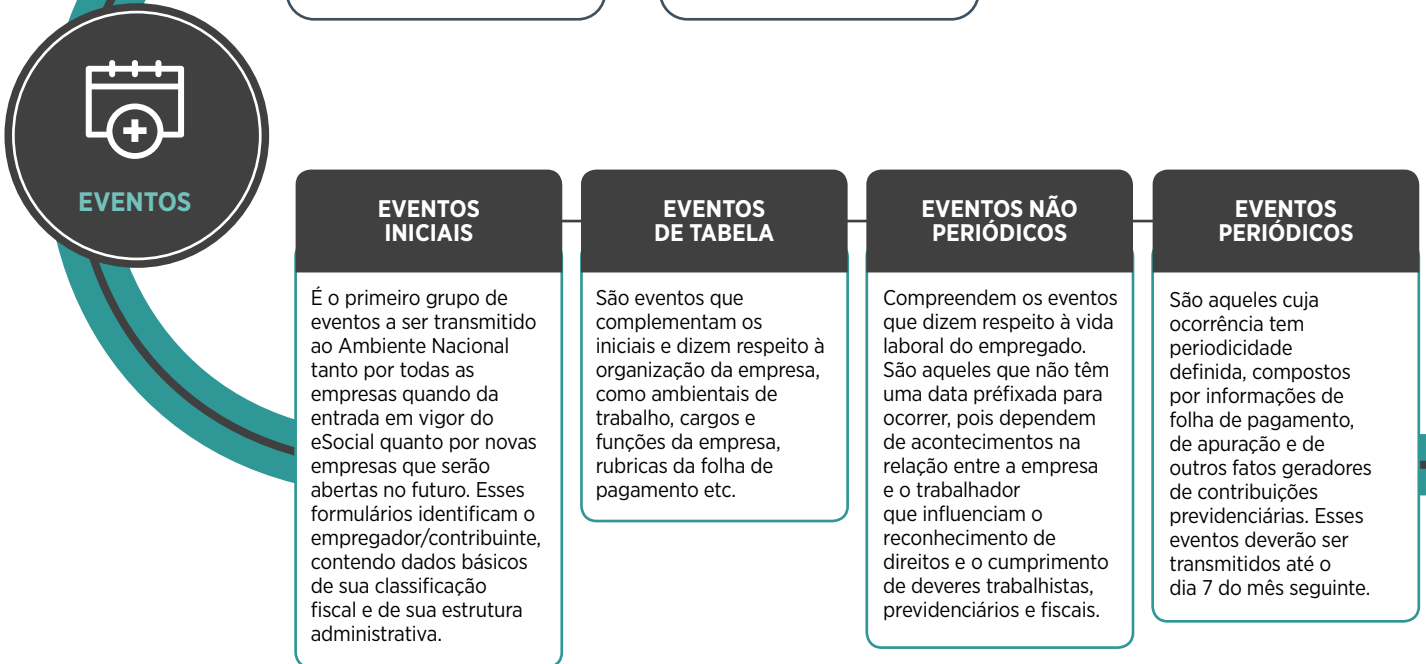 EVENTOS
EVENTOS
INICIAIS
É o primeiro grupo de
eventos a ser transmitido
ao Ambiente Nacional
tanto por todas as
empresas quando da
entrada em vigor do
eSocial quanto por novas
empresas que serão
abertas no futuro. Esses
formulários identificam o
empregador/contribuinte,
contendo dados básicos
de sua classificação
fiscal e de sua estrutura
administrativa.
EVENTOS
DE TABELA
São eventos que
complementam os
iniciais e dizem respeito à
organização da empresa,
como ambientais de
trabalho, cargos e
funções da empresa,
rubricas da folha de
pagamento etc.
EVENTOS NÃO
PERIÓDICOS
Compreendem os eventos
que dizem respeito à vida
laboral do empregado.
São aqueles que não têm
uma data préfixada para
ocorrer, pois dependem
de acontecimentos na
relação entre a empresa
e o trabalhador
que influenciam o
reconhecimento de
direitos e o cumprimento
de deveres trabalhistas,
previdenciários e fiscais.
EVENTOS
PERIÓDICOS
São aqueles cuja
ocorrência tem
periodicidade
definida, compostos
por informações de
folha de pagamento,
de apuração e de
outros fatos geradores
de contribuições
previdenciárias. Esses
eventos deverão ser
transmitidos até o
dia 7 do mês seguinte.